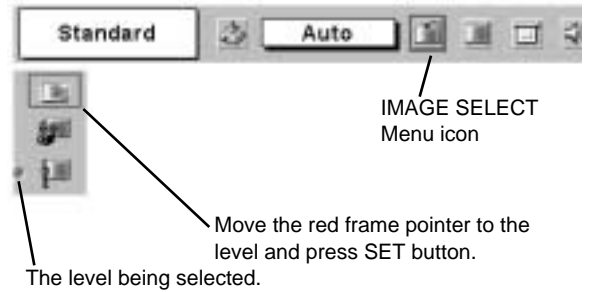 Standard
Auto
IMAGE SELECT
Menu icon
Move the red frame pointer to the
level and press SET button.
The level being selected.